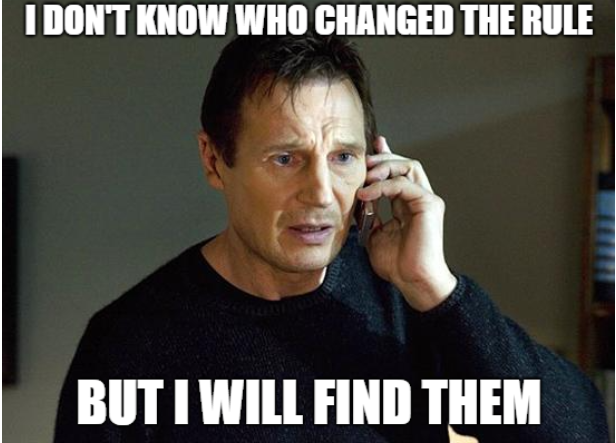 I DON'T KNOW WHO CHANGED THE RULE
BUT I WILL FIND THEM